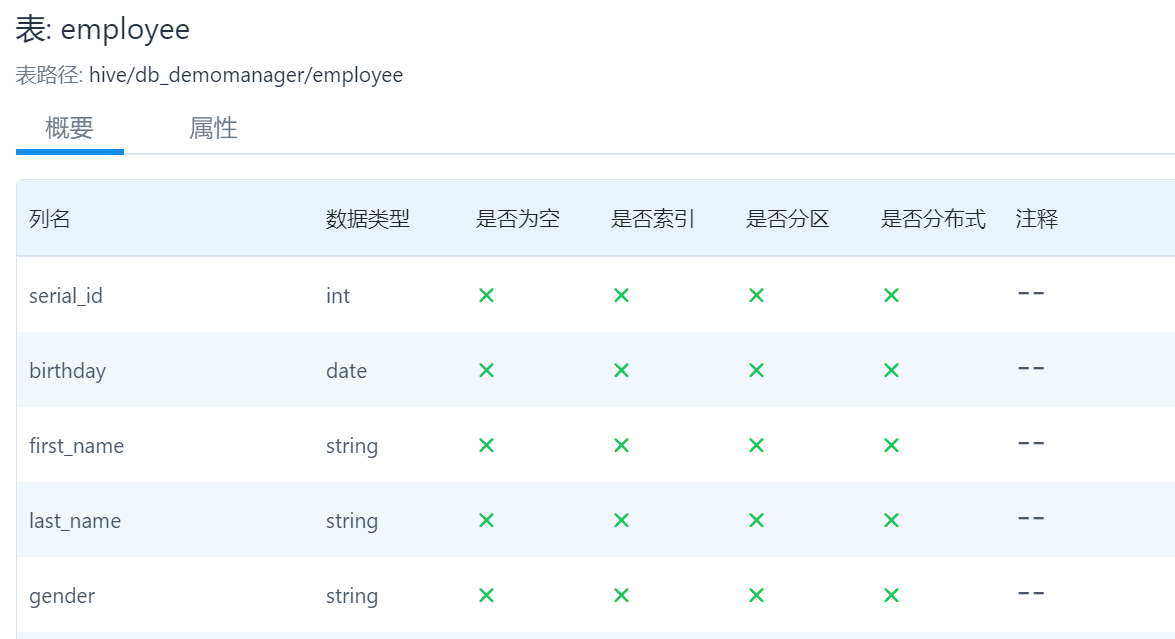 表: employee
表路径: hive/db_demomanager/employee
概要 属性
列名 数据类型 是否为空 是否索引 是否分区 是否分布式 注释
serial_id int × × × × --
birthday date × × × × --
first_name string × × × × --
last_name string × × × × --
gender string × × × × --